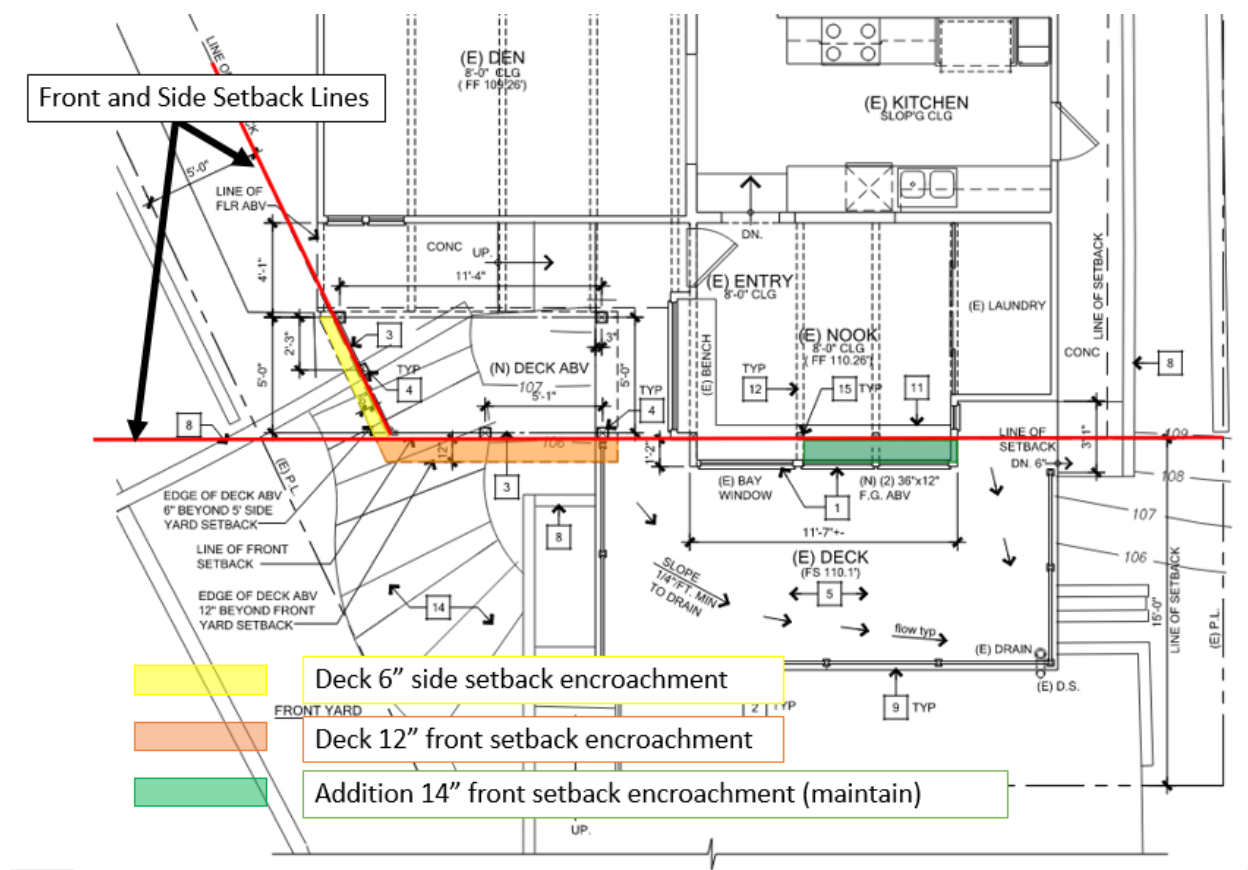 LINE OF
(E) DEN
8'-0" CLG
( FF 109.26')
(E) KITCHEN
SLOP'G CLG
Front and Side Setback Lines
5'-0"
LINE OF
FLR ABV
DN.
CONC
UP.
11'-4"
4'-1"
(E) ENTRY
8'-0" CLG
(E) LAUNDRY
LINE OF SETBACK
CONC
8
3
2'-3"
3"
(E) NOOK
8'-0" CLG
( FF 110.26')
(E) BENCH
5'-0"
(N) DECK ABV
107
5'-1"
5'-0"
TYP
4
TYP
4
TYP
12
15
TYP
11
8
106
12"
1'-2"
LINE OF
SETBACK
DN. 6"
3'1"
109
108
107
106
(E) P.L.
3
(E) BAY
WINDOW
1
(N) (2) 36"x12"
F.G. ABV
EDGE OF DECK ABV
6" BEYOND 5' SIDE
YARD SETBACK
LINE OF FRONT
SETBACK
EDGE OF DECK ABV
12" BEYOND FRONT
YARD SETBACK
8
11'-7"+-
(E) DECK
(FS 110.1')
5
SLOPE
1/4"/FT. MIN
TO DRAIN
14
flow typ
(E) DRAIN
(E) D.S.
15'-0"
LINE OF SETBACK
(E) P.L.
Deck 6” side setback encroachment
FRONT YARD
2
TYP
9
TYP
Deck 12” front setback encroachment
Addition 14” front setback encroachment (maintain)
UP.